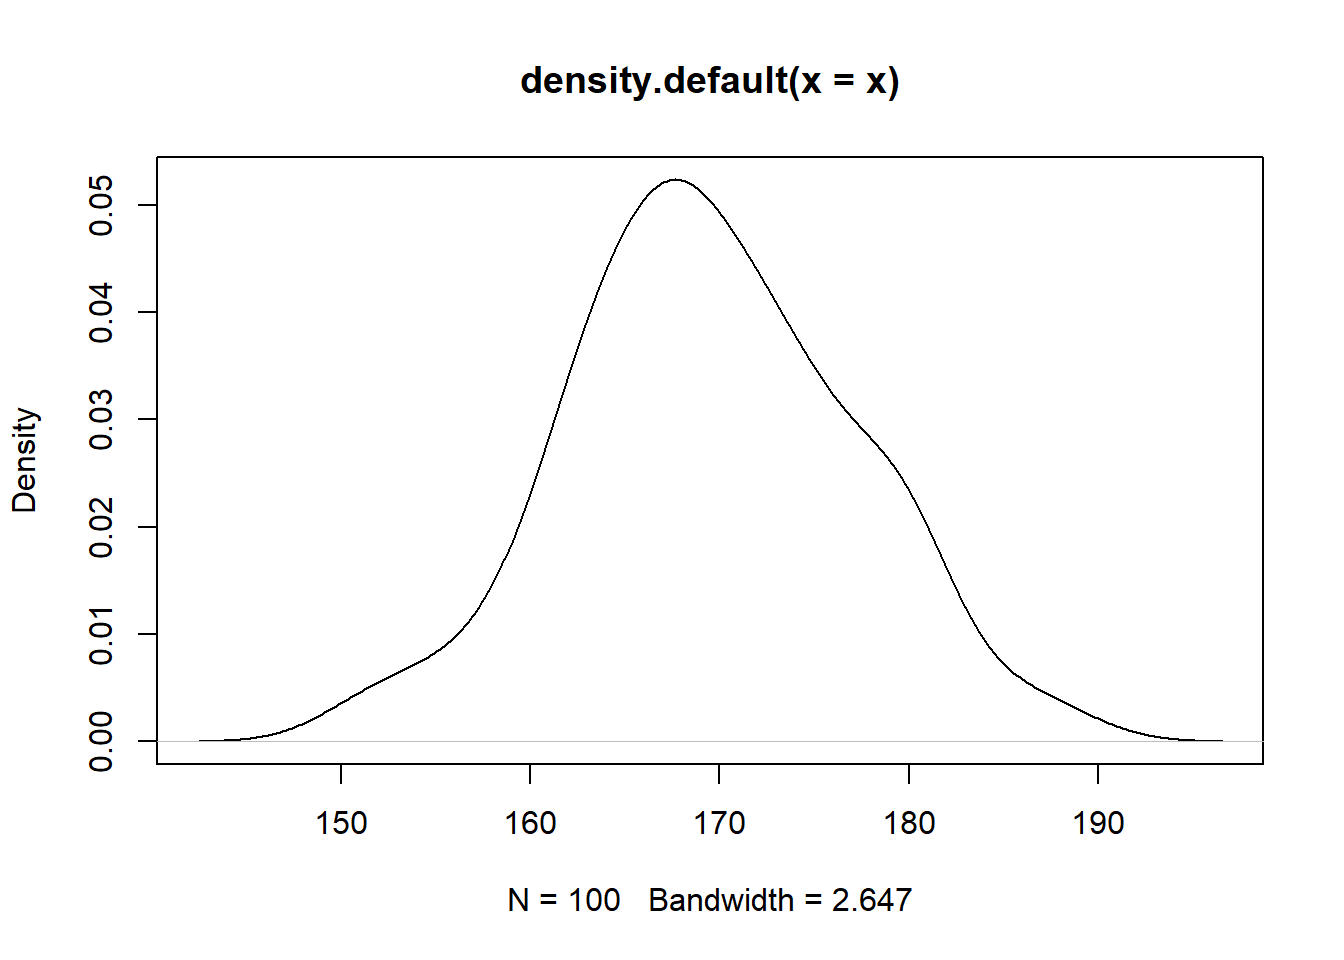 density.default(x = x)
Density
0.05
0.04
0.03
0.02
0.01
0.00
150 160 170 180 190
N = 100   Bandwidth = 2.647